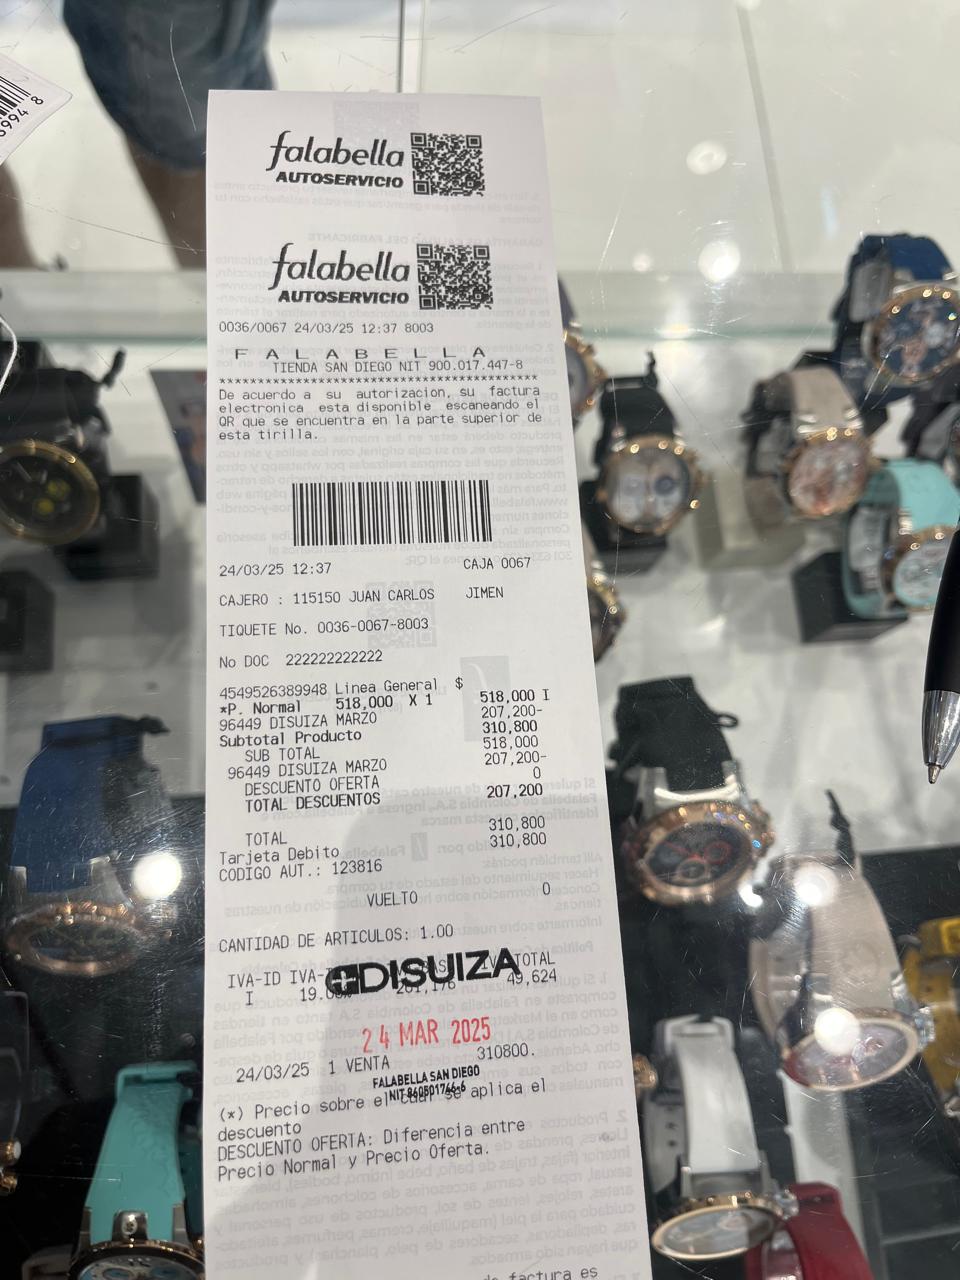 falabella
AUTOSERVICIO
falabella
AUTOSERVICIO
0036/0067 24/03/25 12:37 8003
F A L A B E L L A
TIENDA SAN DIEGO NIT 900.017.447-8
****************************************
De acuerdo a su autorizacion, su factura
electronica esta disponible escaneando el
QR que se encuentra en la parte superior de
esta tirilla.
24/03/25 12:37 CAJA 0067
CAJERO : 115150 JUAN CARLOS JIMEN
TIQUETE No. 0036-0067-8003
No DOC 222222222222
4549526389948 Linea General $
*P. Normal 518,000 X 1 518,000 I
96449 DISUIZA MARZO 207,200-
Subtotal Producto 310,800
SUB TOTAL 518,000
96449 DISUIZA MARZO 207,200-
DESCUENTO OFERTA 0
TOTAL DESCUENTOS 207,200
TOTAL 310,800
Tarjeta Debito 310,800
CODIGO AUT.: 123816
VUELTO 0
CANTIDAD DE ARTICULOS: 1.00
IVA-ID TOTAL
DISUIZA
I 49,624
24 MAR 2025
24/03/25 1 VENTA 310800.
FALABELLA SAN DIEGO
NIT 860501766-6
(*) Precio sobre el cual se aplica el
descuento
DESCUENTO OFERTA: Diferencia entre
Precio Normal y Precio Oferta.
factura es